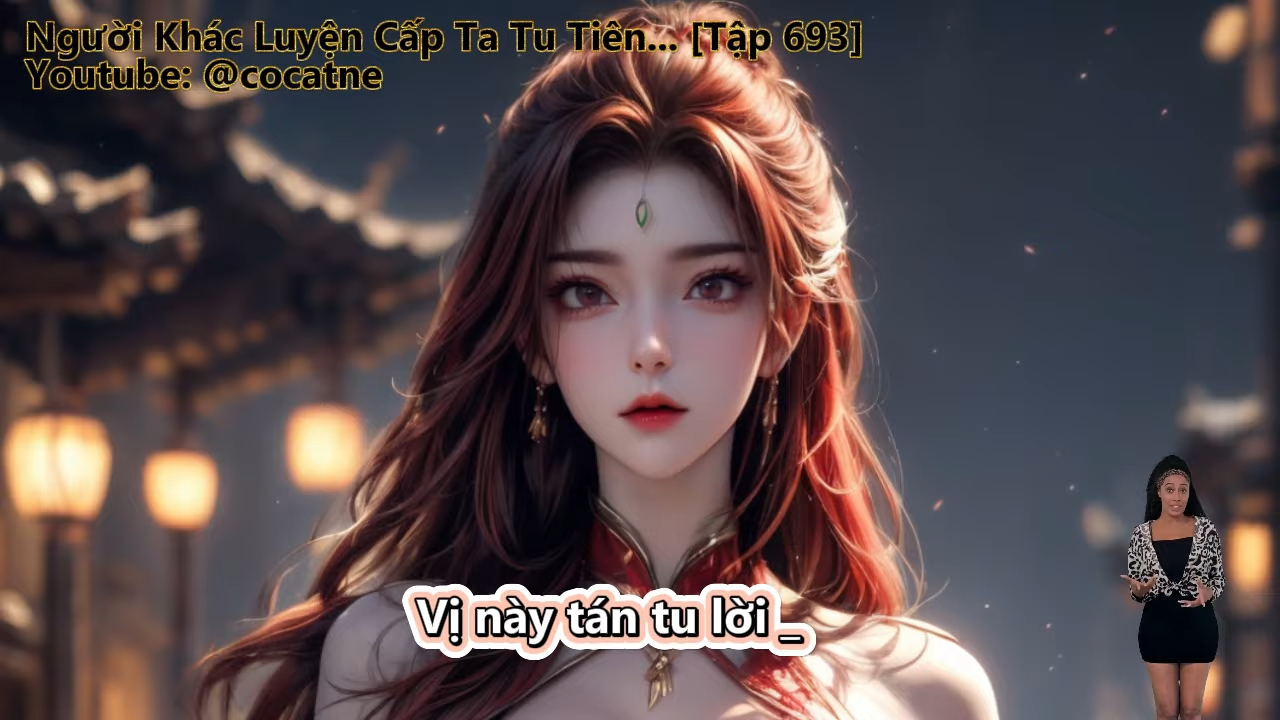 Người Khác Luyện Cấp Ta Tu Tiên... [Tập 693]
Youtube: @cocatne
Vị này tán tu lời _